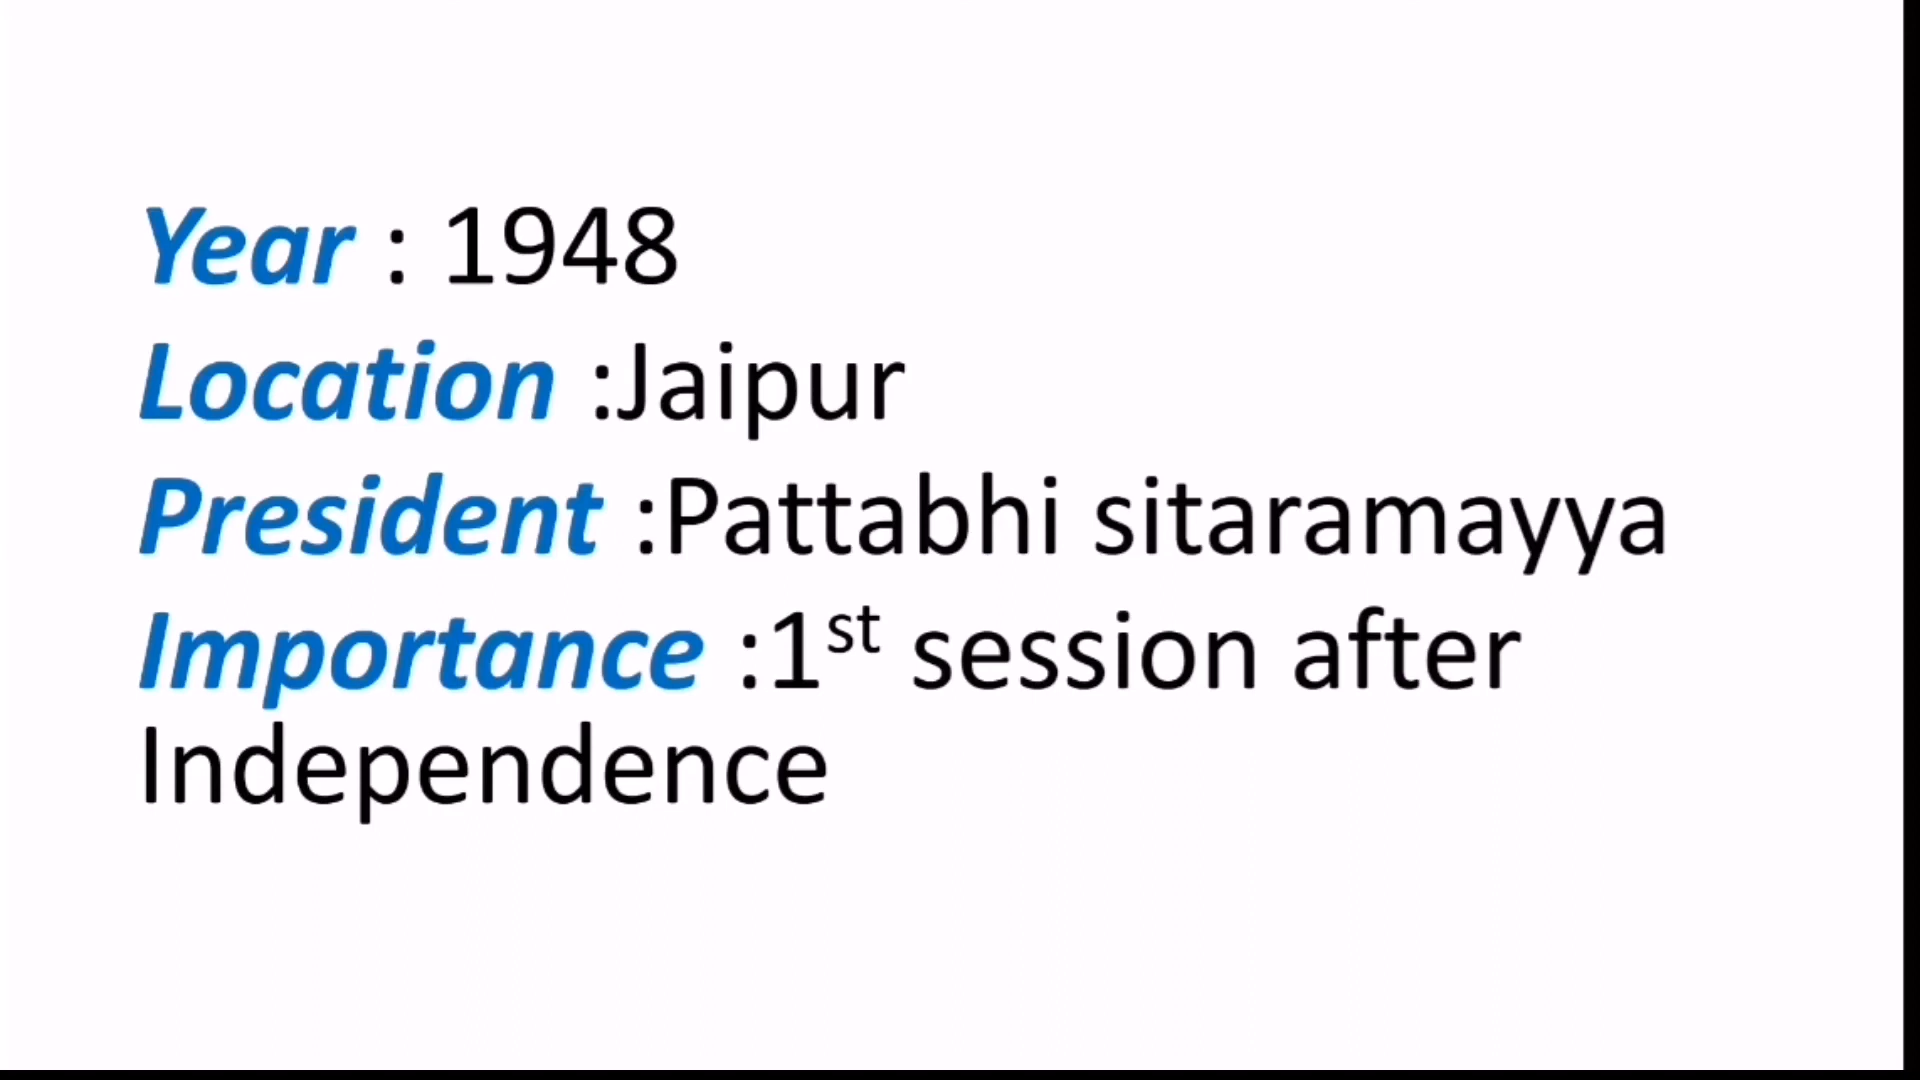 Year : 1948
Location :Jaipur
President :Pattabhi sitaramayya
Importance :1st session after
Independence